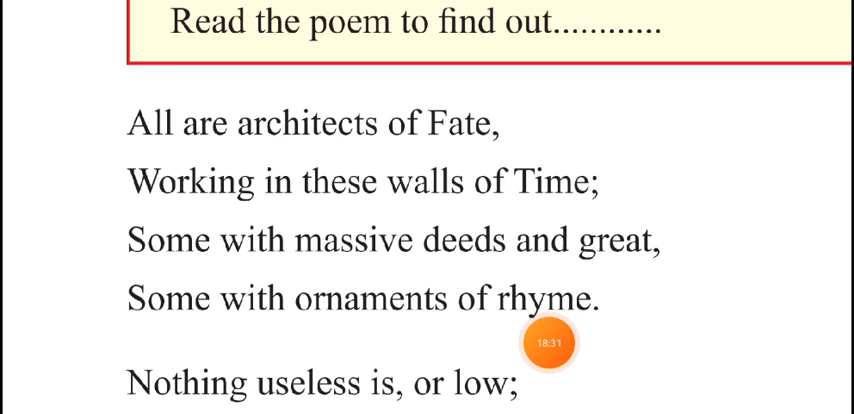 Read the poem to find out............
All are architects of Fate,
Working in these walls of Time;
Some with massive deeds and great,
Some with ornaments of rhyme.
18:31
Nothing useless is, or low;